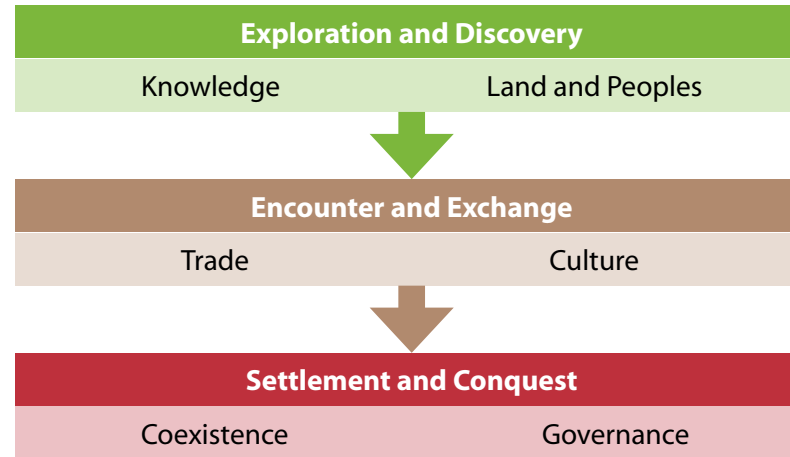 Exploration and Discovery
Knowledge Land and Peoples
Encounter and Exchange
Trade Culture
Settlement and Conquest
Coexistence Governance